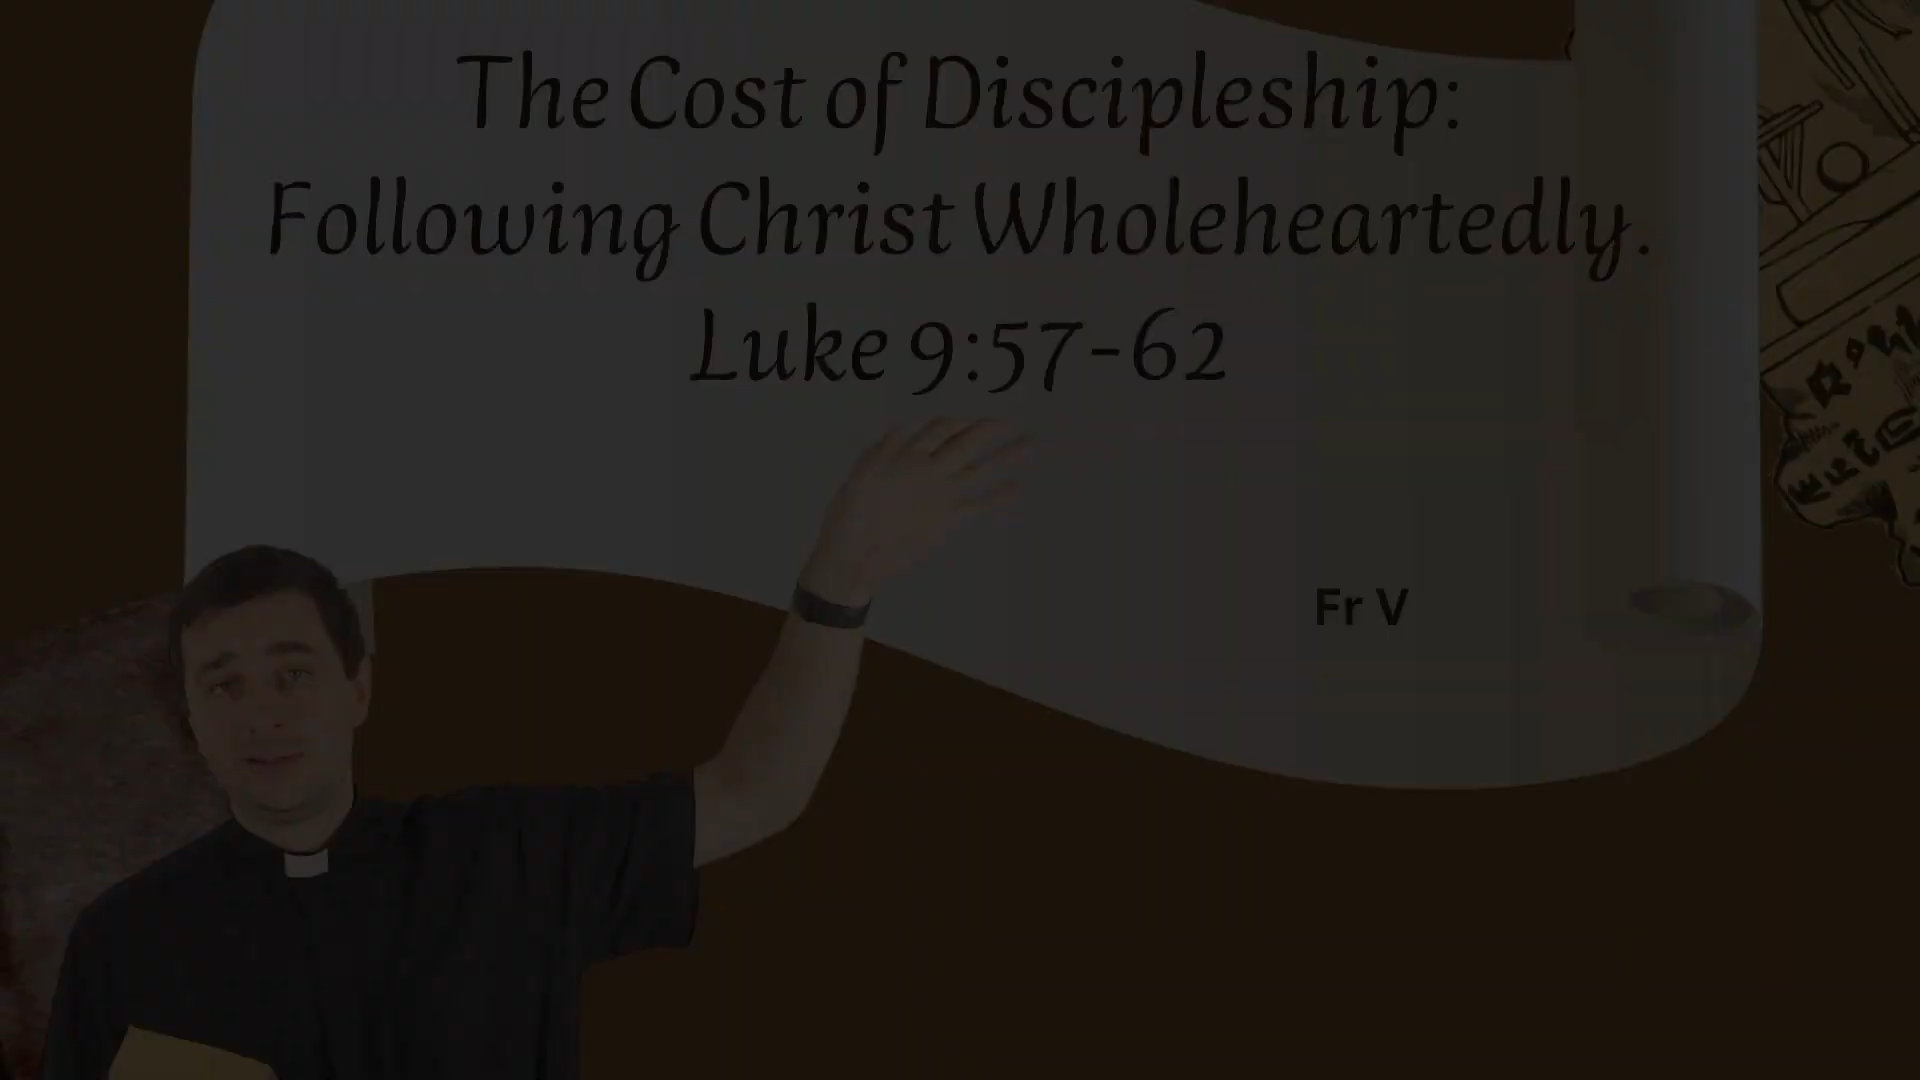 The Cost of Discipleship:
Following Christ Wholeheartedly.
Luke 9:57-62
Fr V